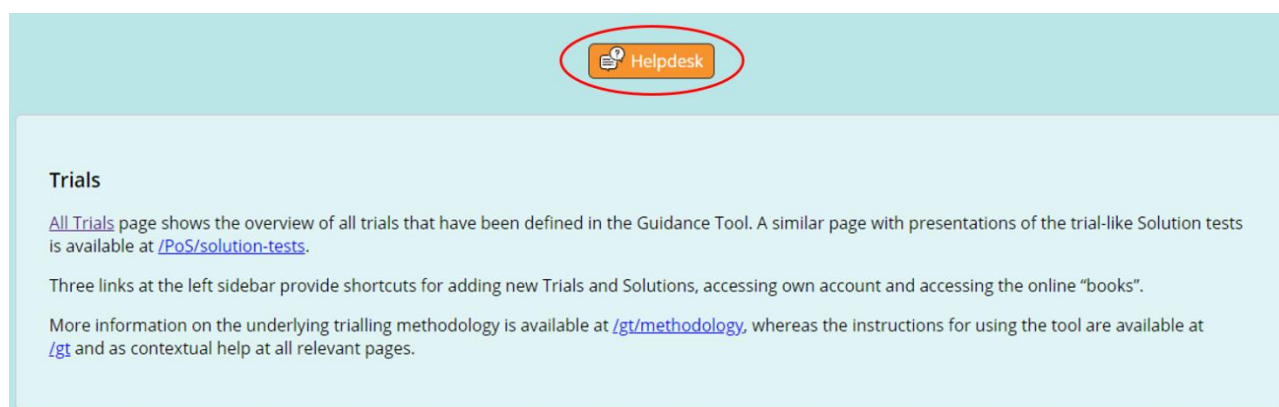 Helpdesk
Trials
All Trials page shows the overview of all trials that have been defined in the Guidance Tool. A similar page with presentations of the trial-like Solution tests
is available at /PoS/solution-tests.
Three links at the left sidebar provide shortcuts for adding new Trials and Solutions, accessing own account and accessing the online “books”.
More information on the underlying trialling methodology is available at /gt/methodology, whereas the instructions for using the tool are available at
/gt and as contextual help at all relevant pages.